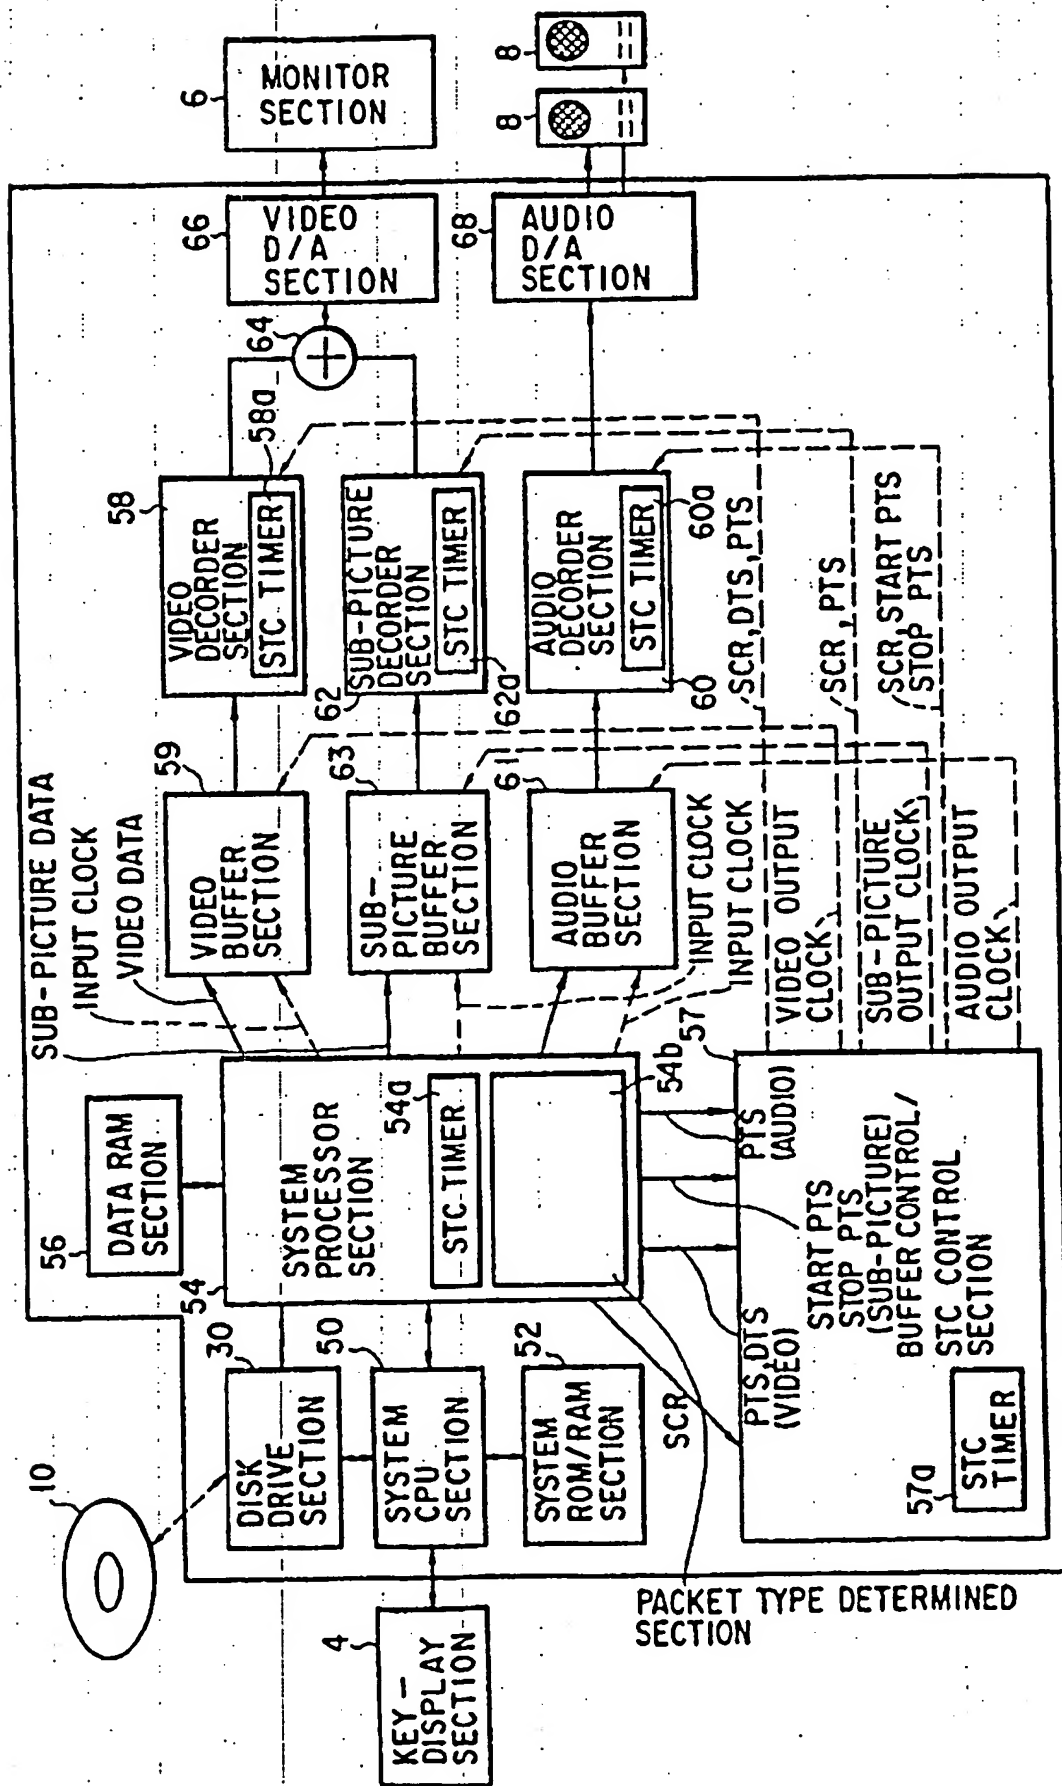 10
4
KEY-
DISPLAY
SECTION
30
DISK
DRIVE
SECTION
50
SYSTEM
CPU
SECTION
52
SYSTEM
ROM/RAM
SECTION
56
DATA RAM
SECTION
54
SYSTEM
PROCESSOR
SECTION
54a
STC TIMER
54b
PACKET TYPE DETERMINED
SECTION
SCR
PTS,DTS
(VIDEO)
START PTS
STOP PTS
(SUB-PICTURE)
PTS
(AUDIO)
57
BUFFER CONTROL/
STC CONTROL
SECTION
57a
STC
TIMER
SUB-PICTURE DATA
INPUT CLOCK
VIDEO DATA
59
VIDEO
BUFFER
SECTION
63
SUB-
PICTURE
BUFFER
SECTION
61
AUDIO
BUFFER
SECTION
INPUT CLOCK
INPUT CLOCK
VIDEO OUTPUT
CLOCK
SUB-PICTURE
OUTPUT CLOCK
AUDIO OUTPUT
CLOCK
58
VIDEO
DECORDER
SECTION
STC TIMER
58a
62
SUB-PICTURE
DECORDER
SECTION
STC TIMER
62a
60
AUDIO
DECORDER
SECTION
STC TIMER
60a
SCR,DTS,PTS
SCR,PTS
SCR,START PTS
STOP PTS
64
66
VIDEO
D/A
SECTION
68
AUDIO
D/A
SECTION
6
MONITOR
SECTION
8
8